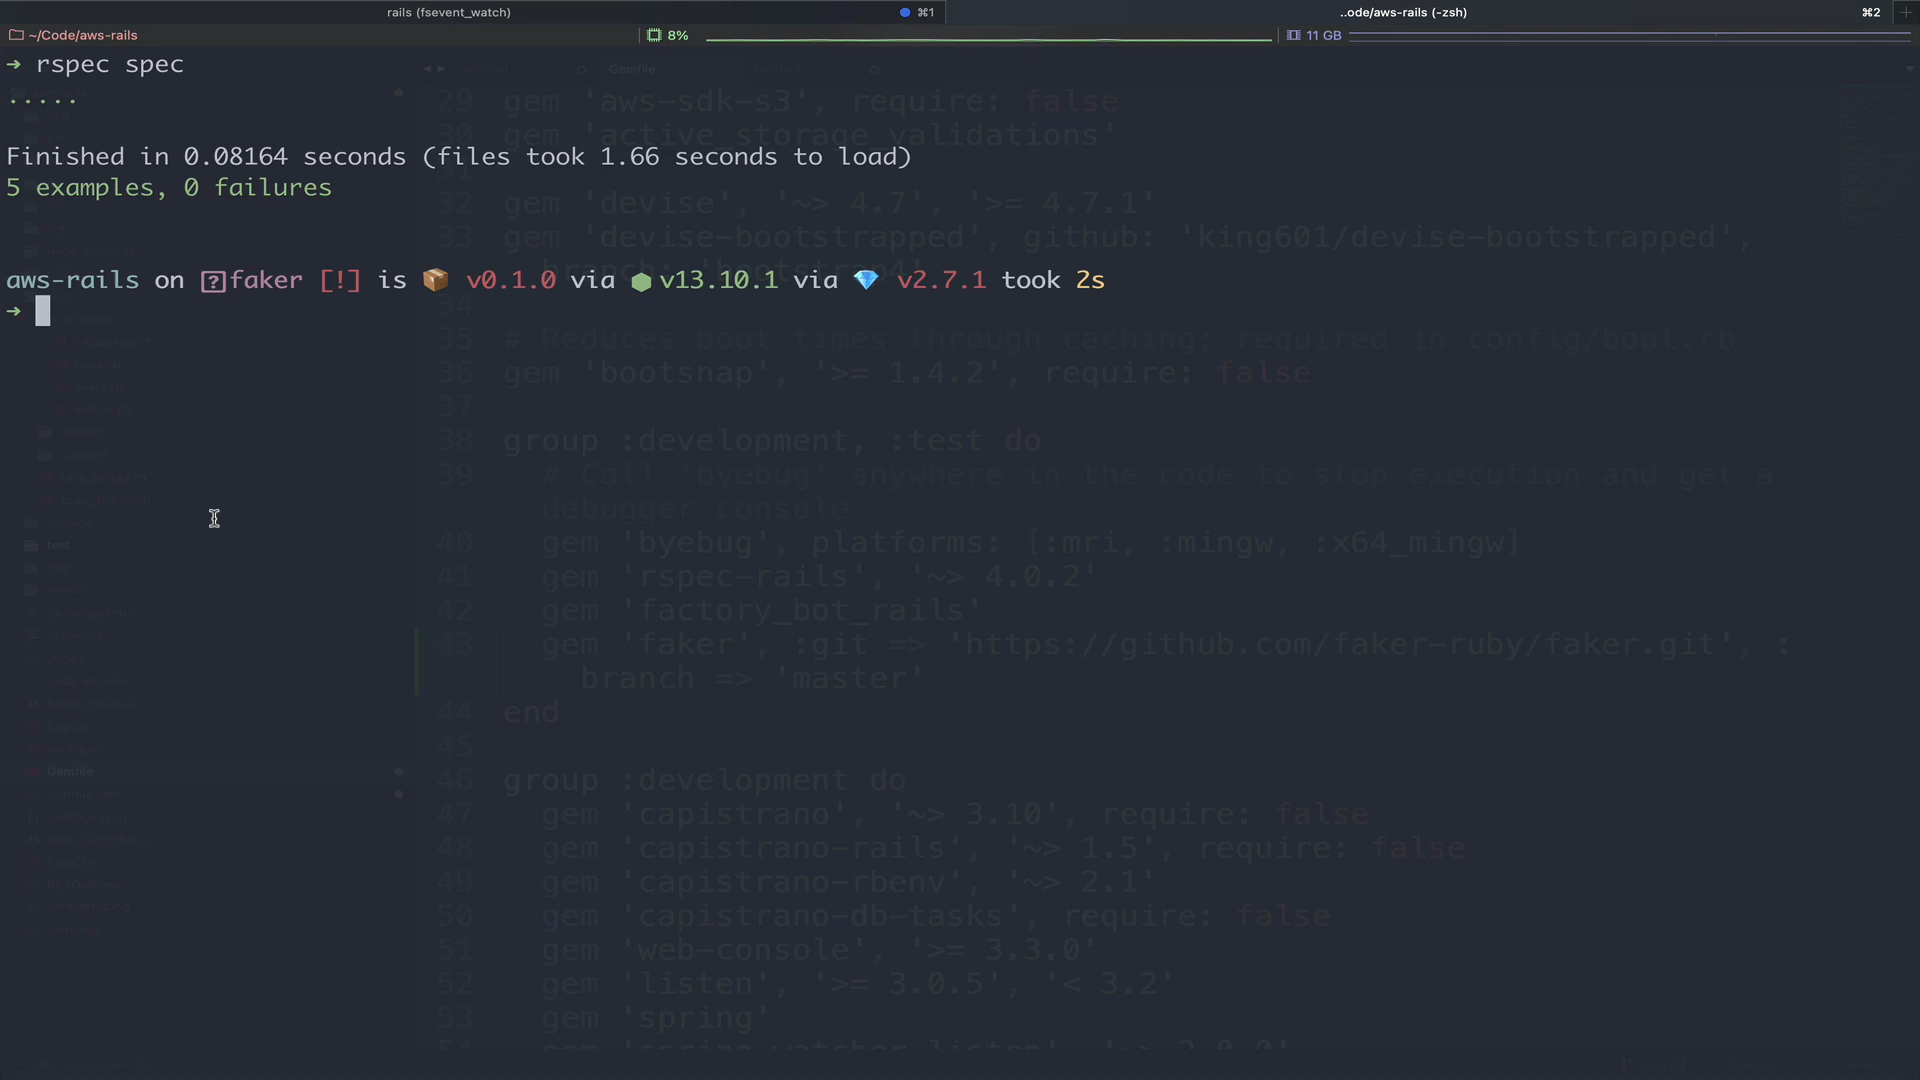 rails (fsevent_watch)
⌘1
..ode/aws-rails (-zsh)
⌘2
~/Code/aws-rails
8%
11 GB
➜ rspec spec
.....
Finished in 0.08164 seconds (files took 1.66 seconds to load)
5 examples, 0 failures
aws-rails on faker [!] is 📦 v0.1.0 via ⬢ v13.10.1 via 💎 v2.7.1 took 2s
➜
Gemfile
29 gem 'aws-sdk-s3', require: false
30 gem 'active_storage_validations'
31
32 gem 'devise', '~> 4.7', '>= 4.7.1'
33 gem 'devise-bootstrapped', github: 'king601/devise-bootstrapped',
branch: 'bootstrap4'
34
35 # Reduces boot times through caching; required in config/boot.rb
36 gem 'bootsnap', '>= 1.4.2', require: false
37
38 group :development, :test do
39 # Call 'byebug' anywhere in the code to stop execution and get a
debugger console
40 gem 'byebug', platforms: [:mri, :mingw, :x64_mingw]
41 gem 'rspec-rails', '~> 4.0.2'
42 gem 'factory_bot_rails'
43 gem 'faker', :git => 'https://github.com/faker-ruby/faker.git', :
branch => 'master'
44 end
45
46 group :development do
47 gem 'capistrano', '~> 3.10', require: false
48 gem 'capistrano-rails', '~> 1.5', require: false
49 gem 'capistrano-rbenv', '~> 2.1'
50 gem 'capistrano-db-tasks', require: false
51 gem 'web-console', '>= 3.3.0'
52 gem 'listen', '>= 3.0.5', '< 3.2'
53 gem 'spring'
test
Gemfile